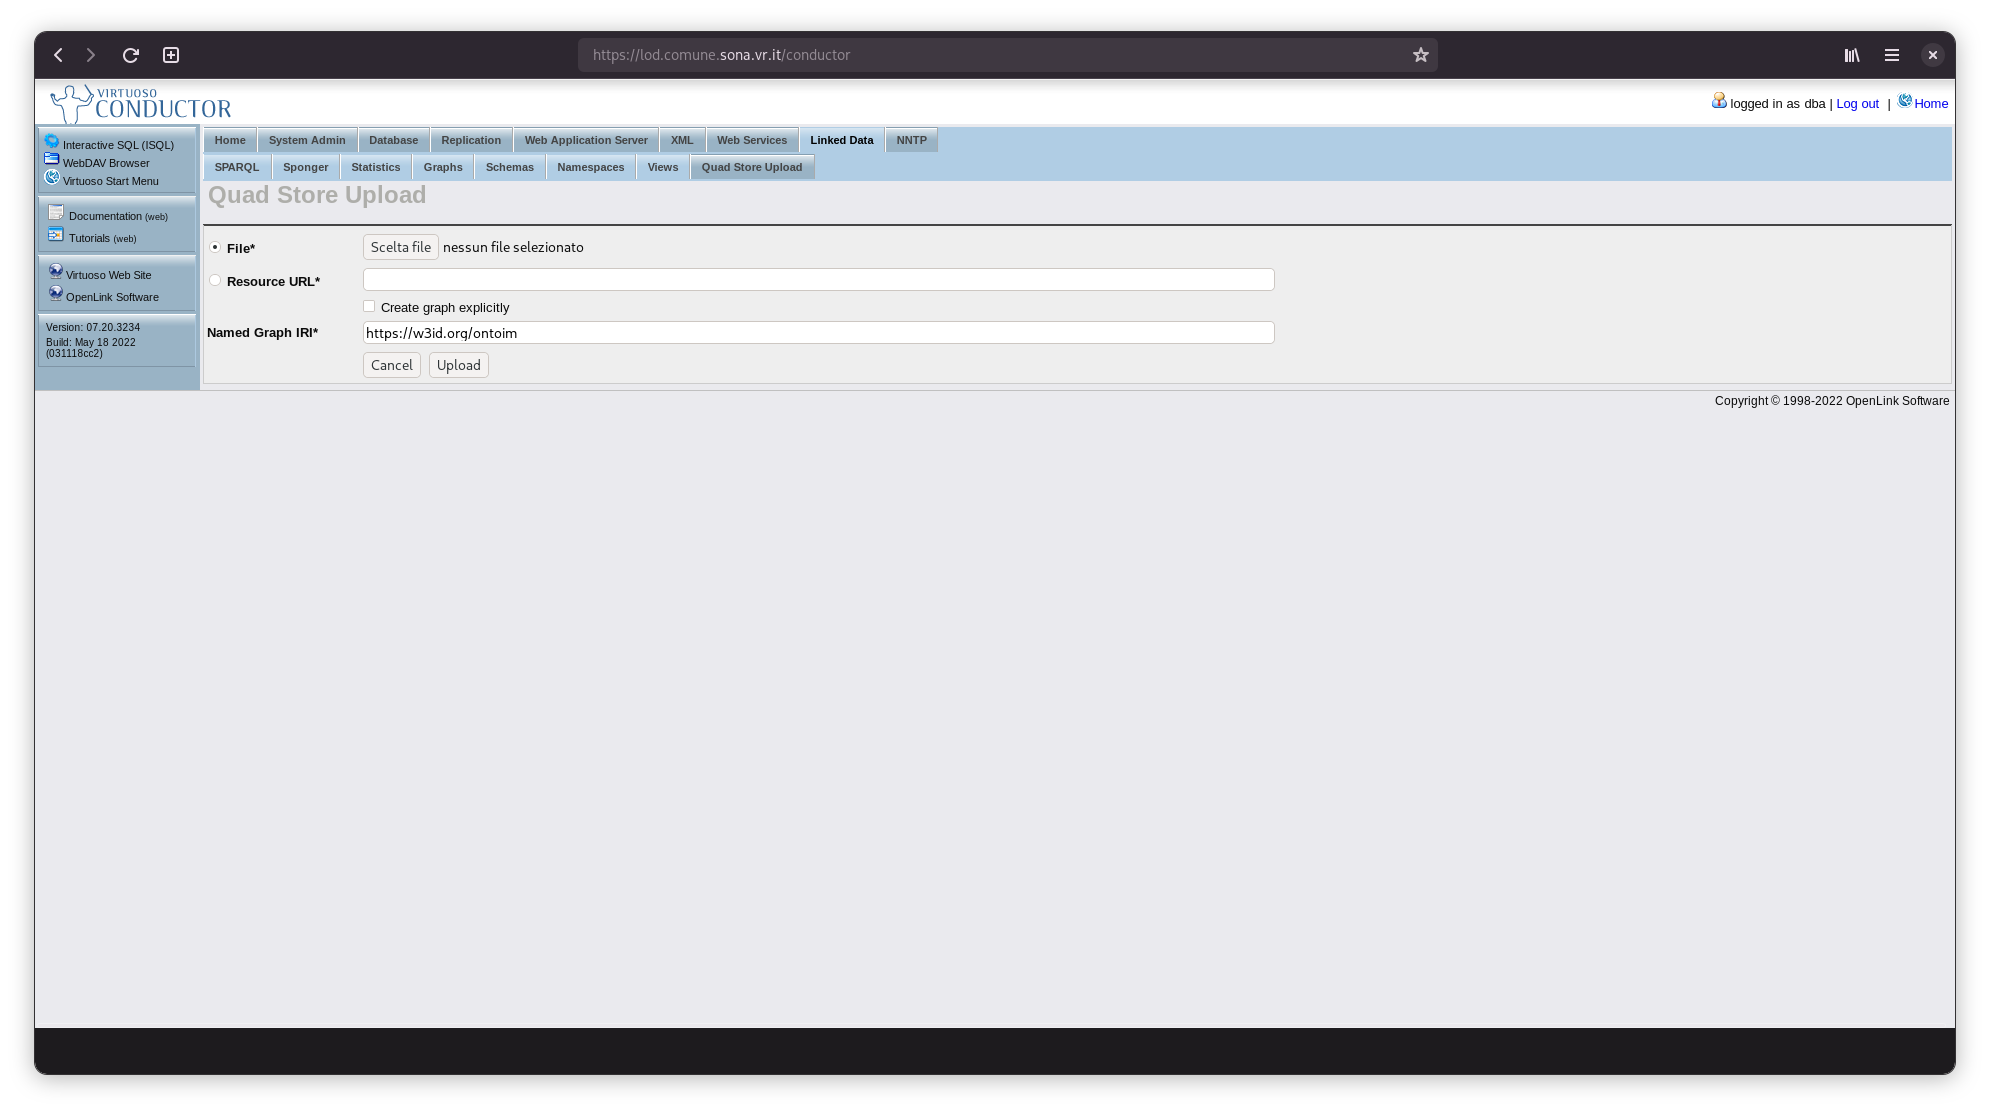 https://lod.comune.sona.vr.it/conductor
VIRTUOSO
CONDUCTOR
logged in as dba | Log out | Home
Interactive SQL (ISQL)
WebDAV Browser
Virtuoso Start Menu
Documentation (web)
Tutorials (web)
Virtuoso Web Site
OpenLink Software
Version: 07.20.3234
Build: May 18 2022
(031118cc2)
Home System Admin Database Replication Web Application Server XML Web Services Linked Data NNTP
SPARQL Sponger Statistics Graphs Schemas Namespaces Views Quad Store Upload
Quad Store Upload
File* Scelta file nessun file selezionato
Resource URL*
Create graph explicitly
Named Graph IRI* https://w3id.org/ontoim
Cancel Upload
Copyright © 1998-2022 OpenLink Software